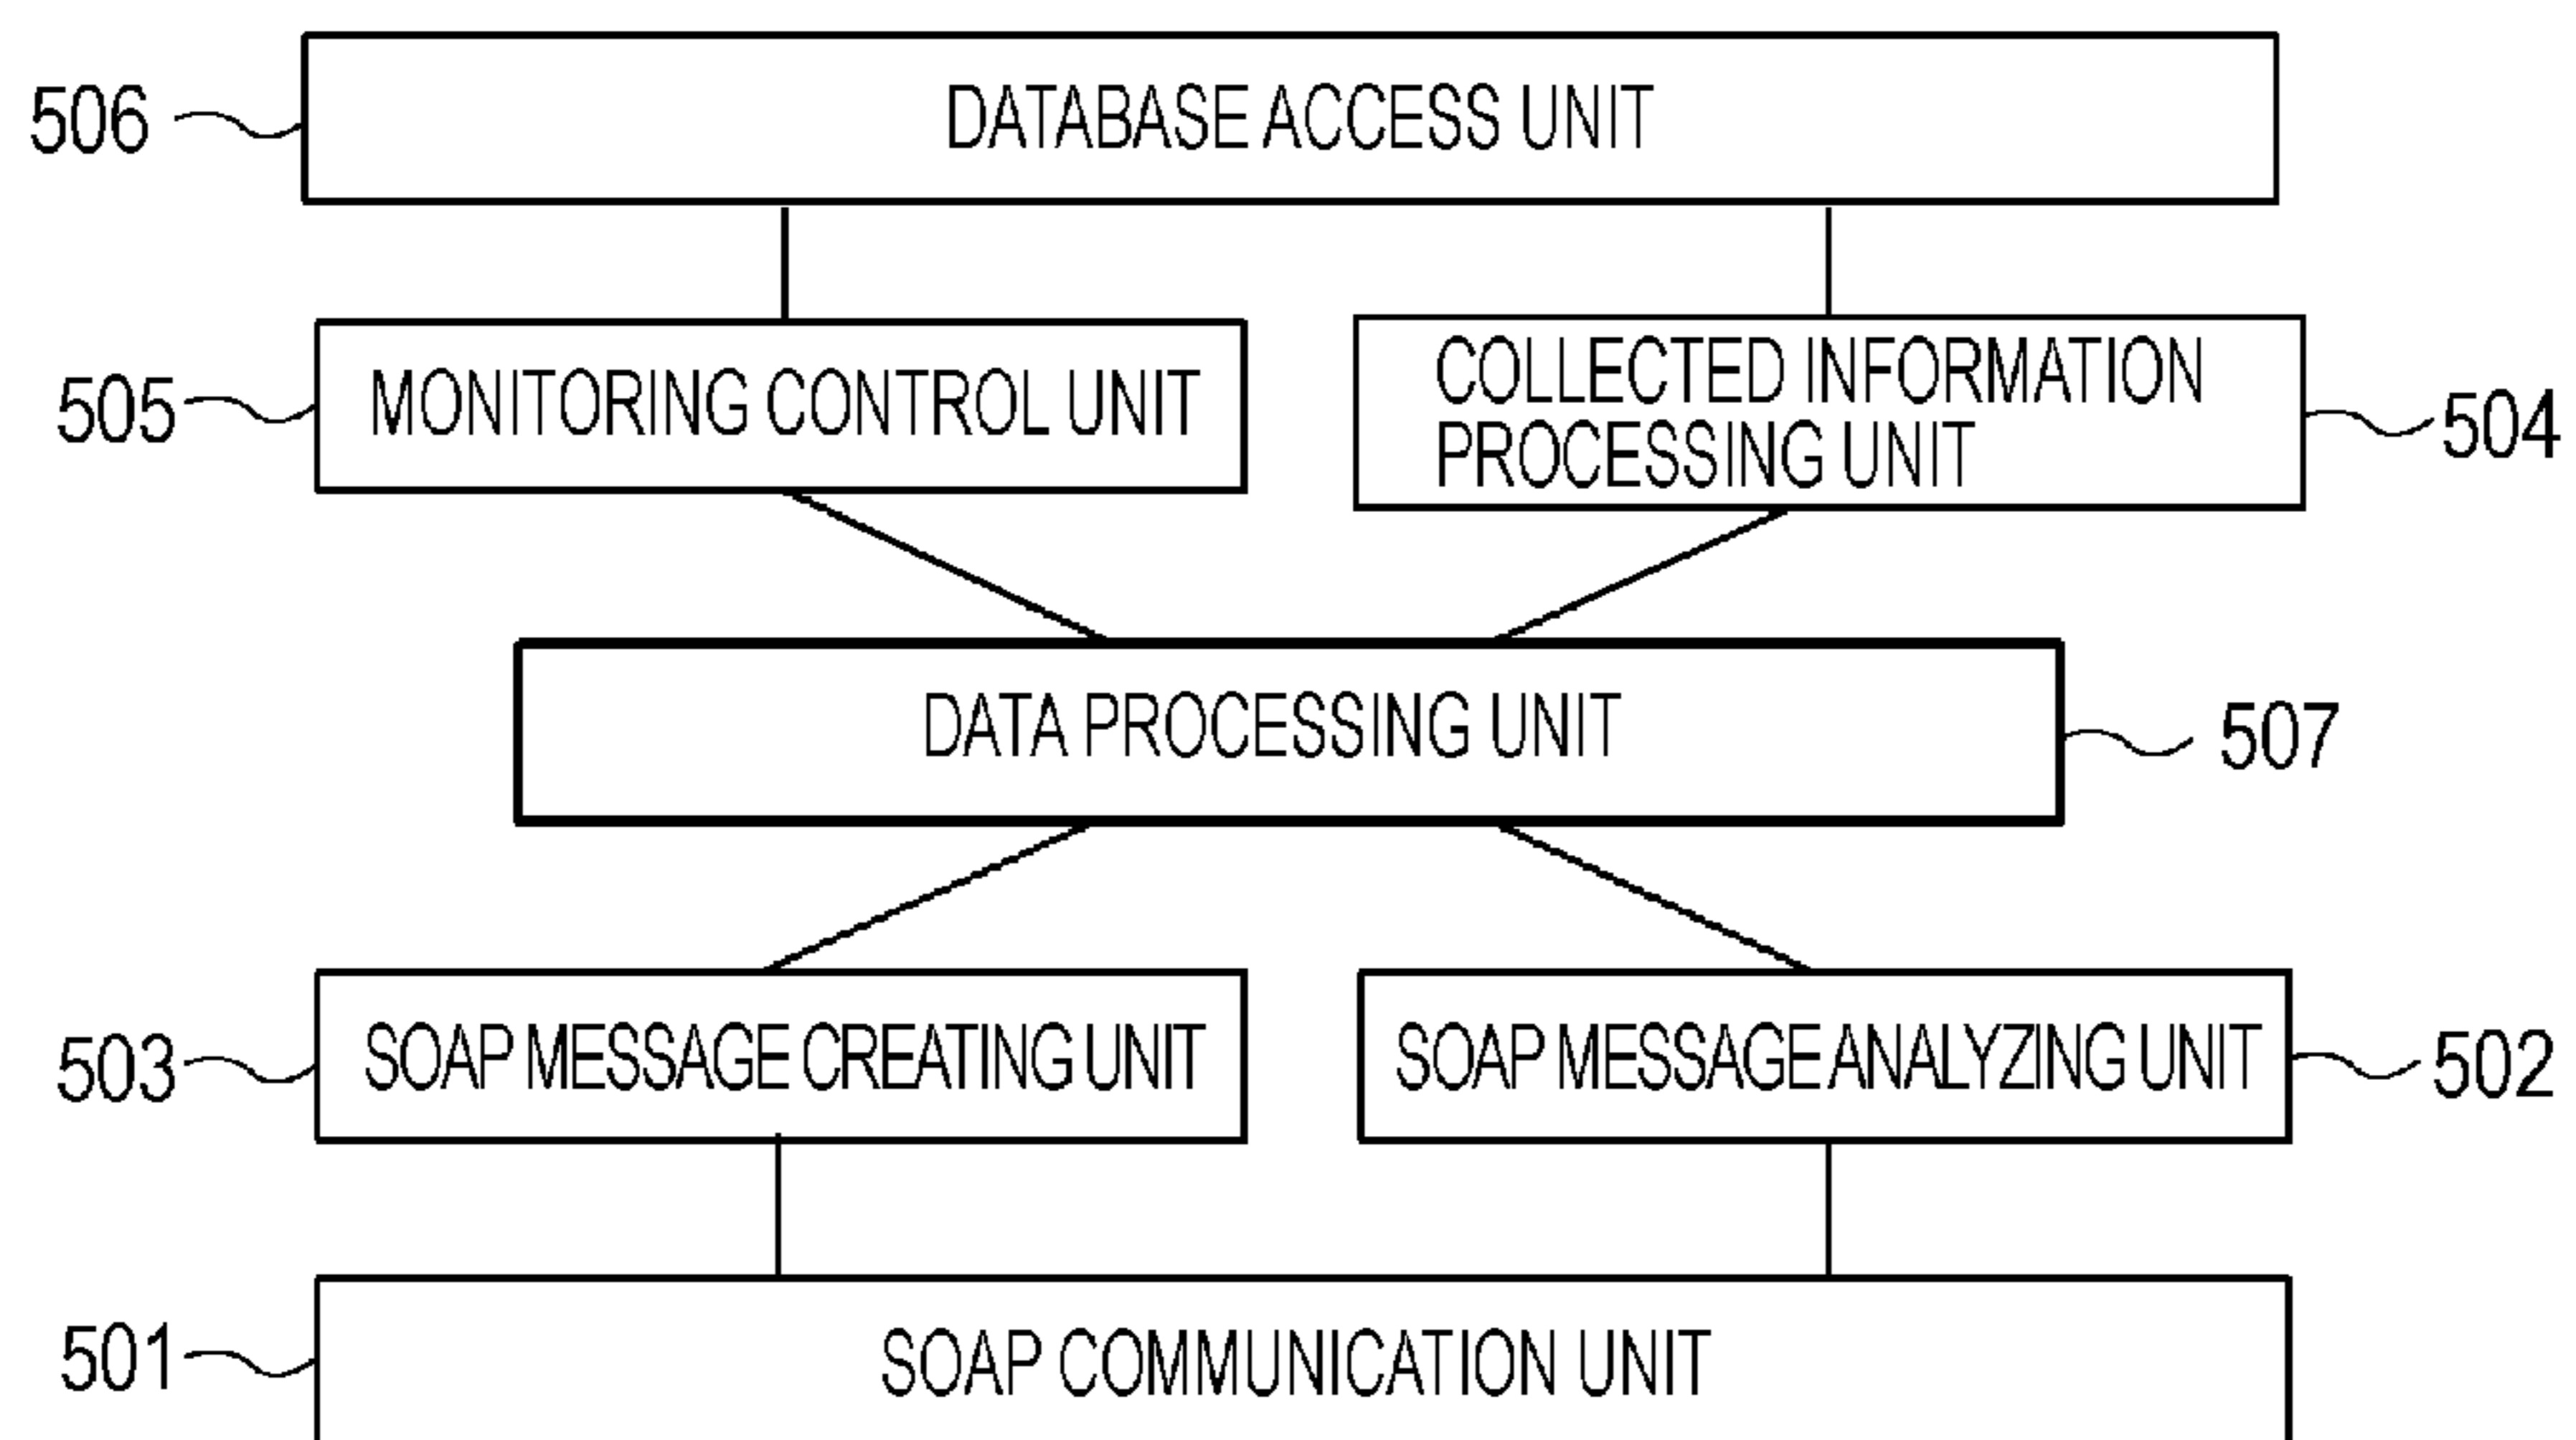 506
DATABASE ACCESS UNIT
505
MONITORING CONTROL UNIT
COLLECTED INFORMATION
PROCESSING UNIT
504
DATA PROCESSING UNIT
507
503
SOAP MESSAGE CREATING UNIT
SOAP MESSAGE ANALYZING UNIT
502
501
SOAP COMMUNICATION UNIT